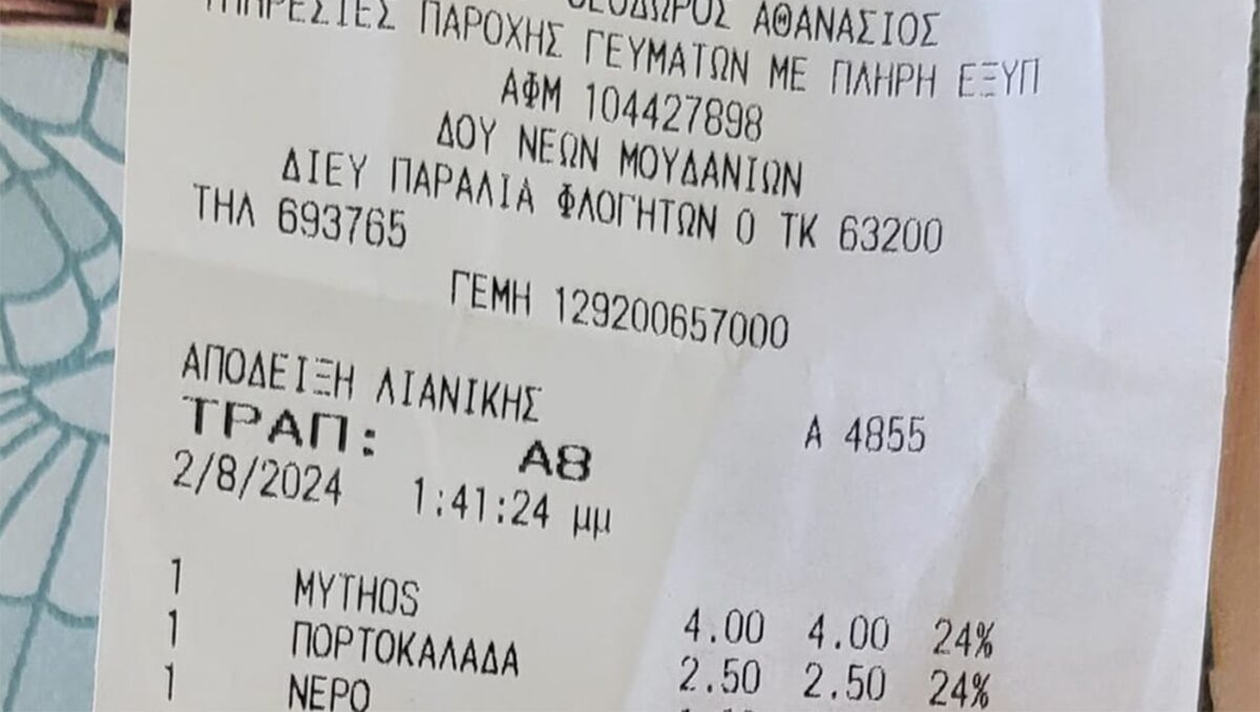 ΘΕΟΔΩΡΟΣ ΑΘΑΝΑΣΙΟΣ
ΥΠΗΡΕΣΙΕΣ ΠΑΡΟΧΗΣ ΓΕΥΜΑΤΩΝ ΜΕ ΠΛΗΡΗ ΕΞΥΠ
ΑΦΜ 104427898
ΔΟΥ ΝΕΩΝ ΜΟΥΔΑΝΙΩΝ
ΔΙΕΥ ΠΑΡΑΛΙΑ ΦΛΟΓΗΤΩΝ 0 ΤΚ 63200
ΤΗΛ 693765
ΓΕΜΗ 129200657000
ΑΠΟΔΕΙΞΗ ΛΙΑΝΙΚΗΣ Α 4855
ΤΡΑΠ: Α8
2/8/2024 1:41:24 μμ
1 MYTHOS 4.00 4.00 24%
1 ΠΟΡΤΟΚΑΛΑΔΑ 2.50 2.50 24%
1 ΝΕΡΟ